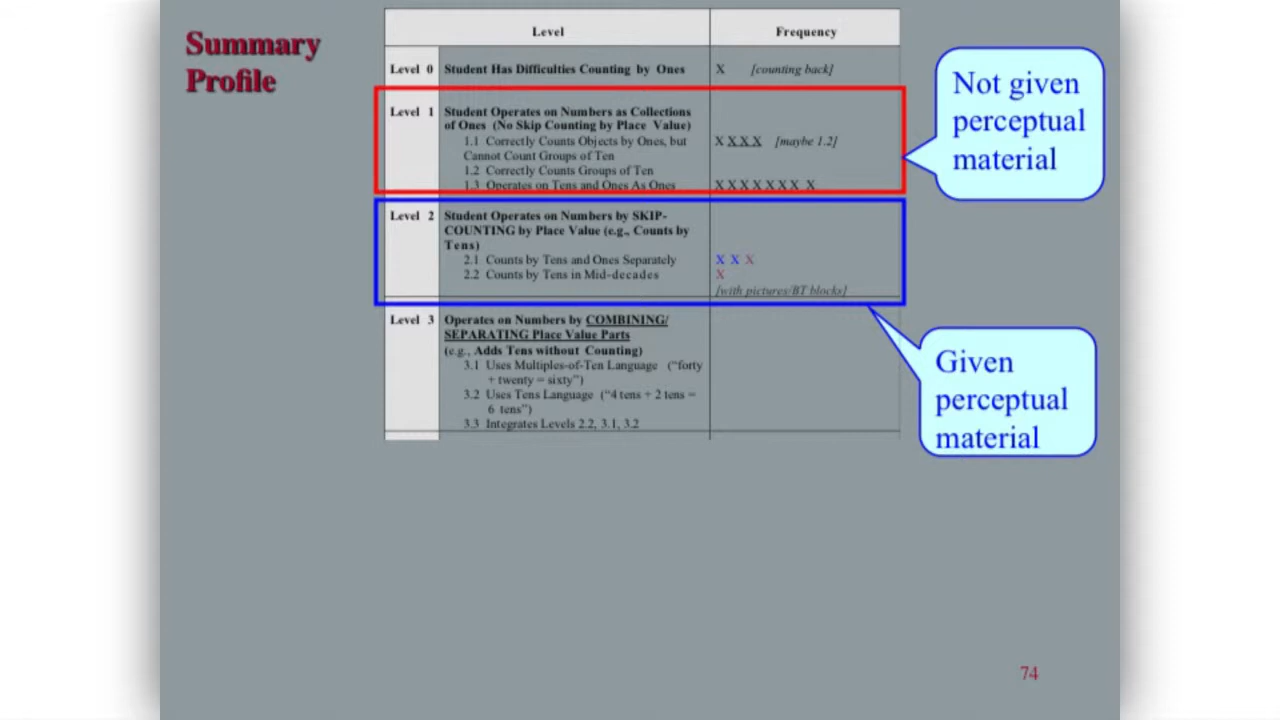 Summary
Profile
Level Frequency
Level 0 Student Has Difficulties Counting by Ones X [counting back]
Level 1 Student Operates on Numbers as Collections
of Ones (No Skip Counting by Place Value)
1.1 Correctly Counts Objects by Ones, but X X X X [maybe 1.2]
Cannot Count Groups of Ten
1.2 Correctly Counts Groups of Ten
1.3 Operates on Tens and Ones As Ones X X X X X X X X
Level 2 Student Operates on Numbers by SKIP-
COUNTING by Place Value (e.g., Counts by
Tens)
2.1 Counts by Tens and Ones Separately X X X
2.2 Counts by Tens in Mid-decades X
[with pictures/BT blocks]
Level 3 Operates on Numbers by COMBINING/
SEPARATING Place Value Parts
(e.g., Adds Tens without Counting)
3.1 Uses Multiples-of-Ten Language ("forty
+ twenty = sixty")
3.2 Uses Tens Language ("4 tens + 2 tens =
6 tens")
3.3 Integrates Levels 2.2, 3.1, 3.2
Not given
perceptual
material
Given
perceptual
material
74